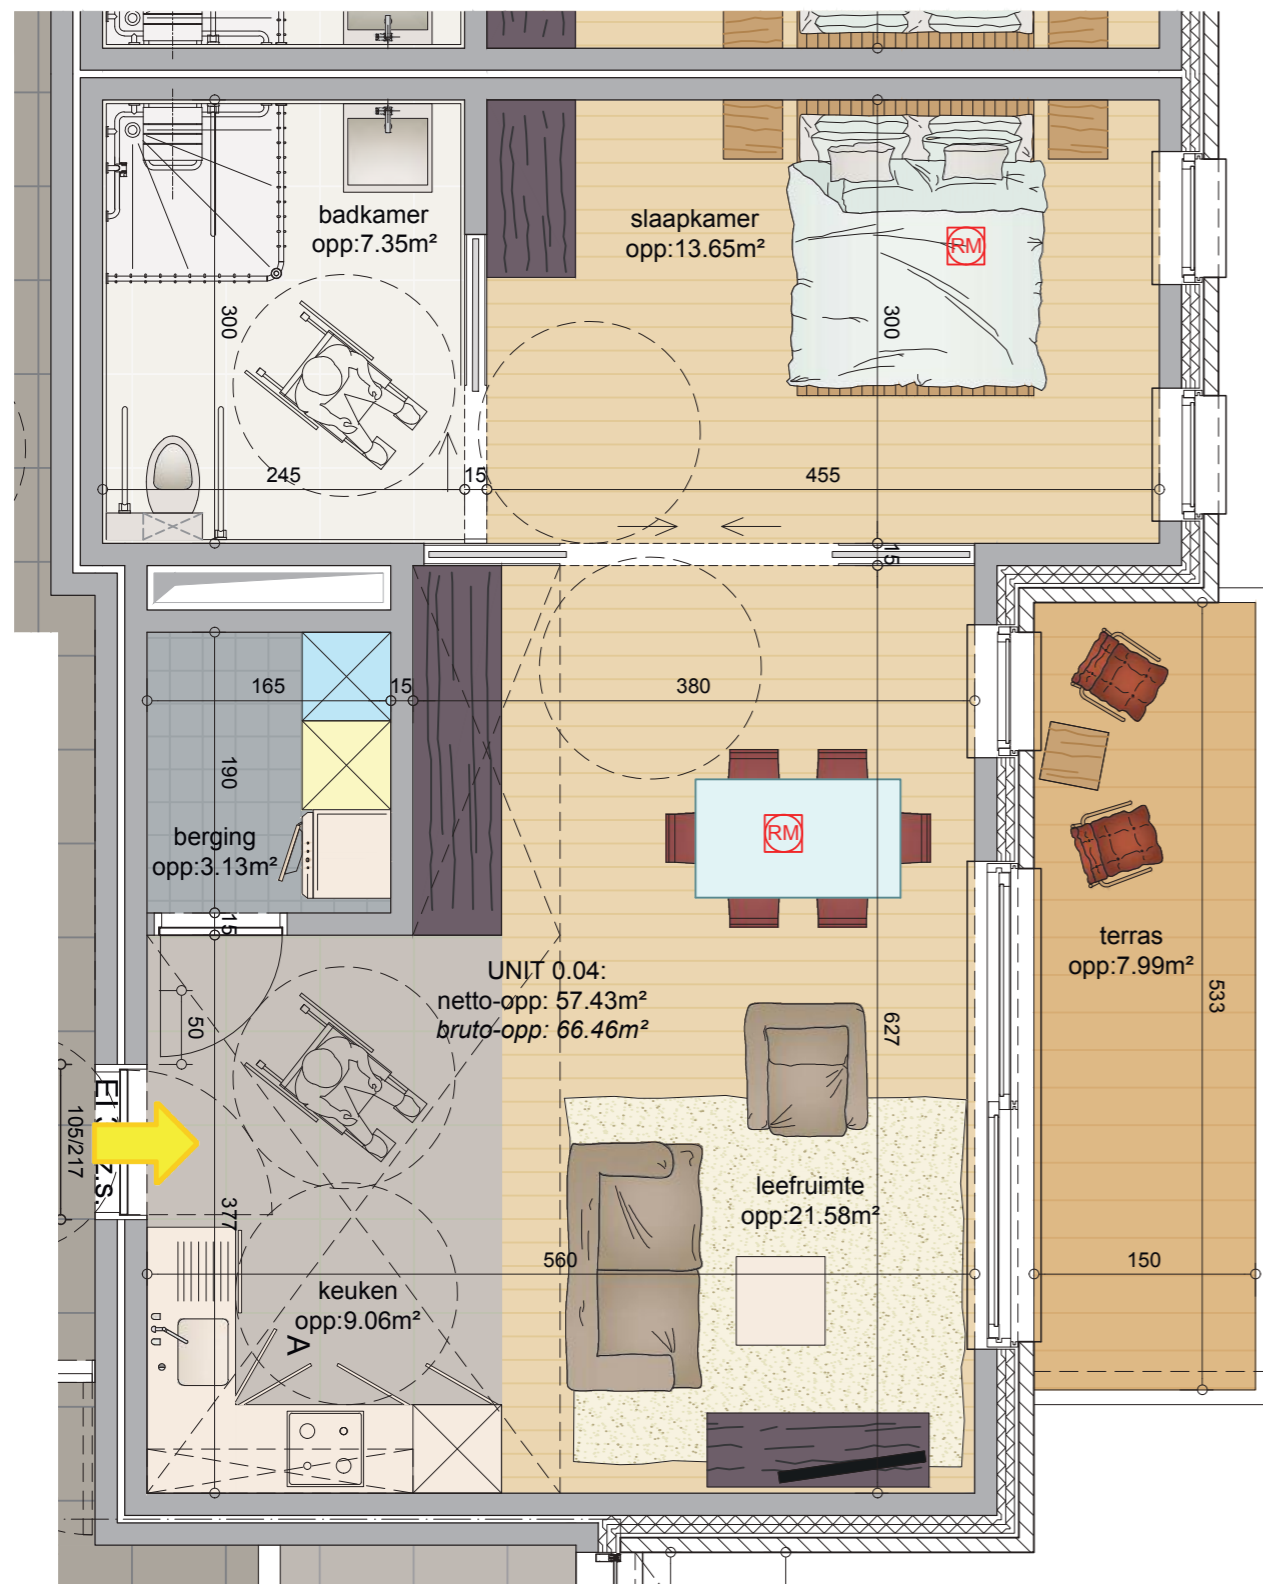 badkamer
opp:7.35m²
slaapkamer
opp:13.65m²
RM
300
300
245
15
455
15
165
15
380
190
berging
opp:3.13m²
RM
15
terras
opp:7.99m²
UNIT 0.04:
netto-opp: 57.43m²
bruto-opp: 66.46m²
50
627
533
105/217
z.s.
377
leefruimte
opp:21.58m²
560
150
keuken
opp:9.06m²
A